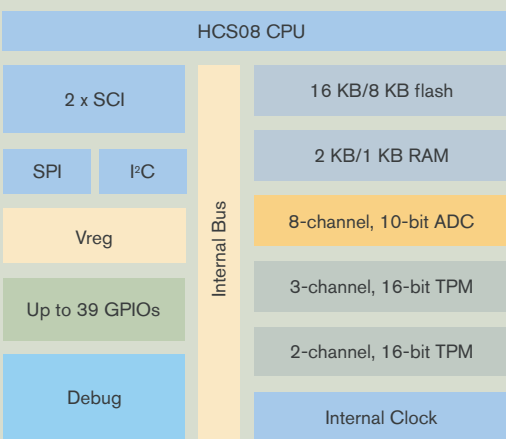 HCS08 CPU
2 x SCI
SPI
I²C
Vreg
Up to 39 GPIOs
Debug
Internal Bus
16 KB/8 KB flash
2 KB/1 KB RAM
8-channel, 10-bit ADC
3-channel, 16-bit TPM
2-channel, 16-bit TPM
Internal Clock